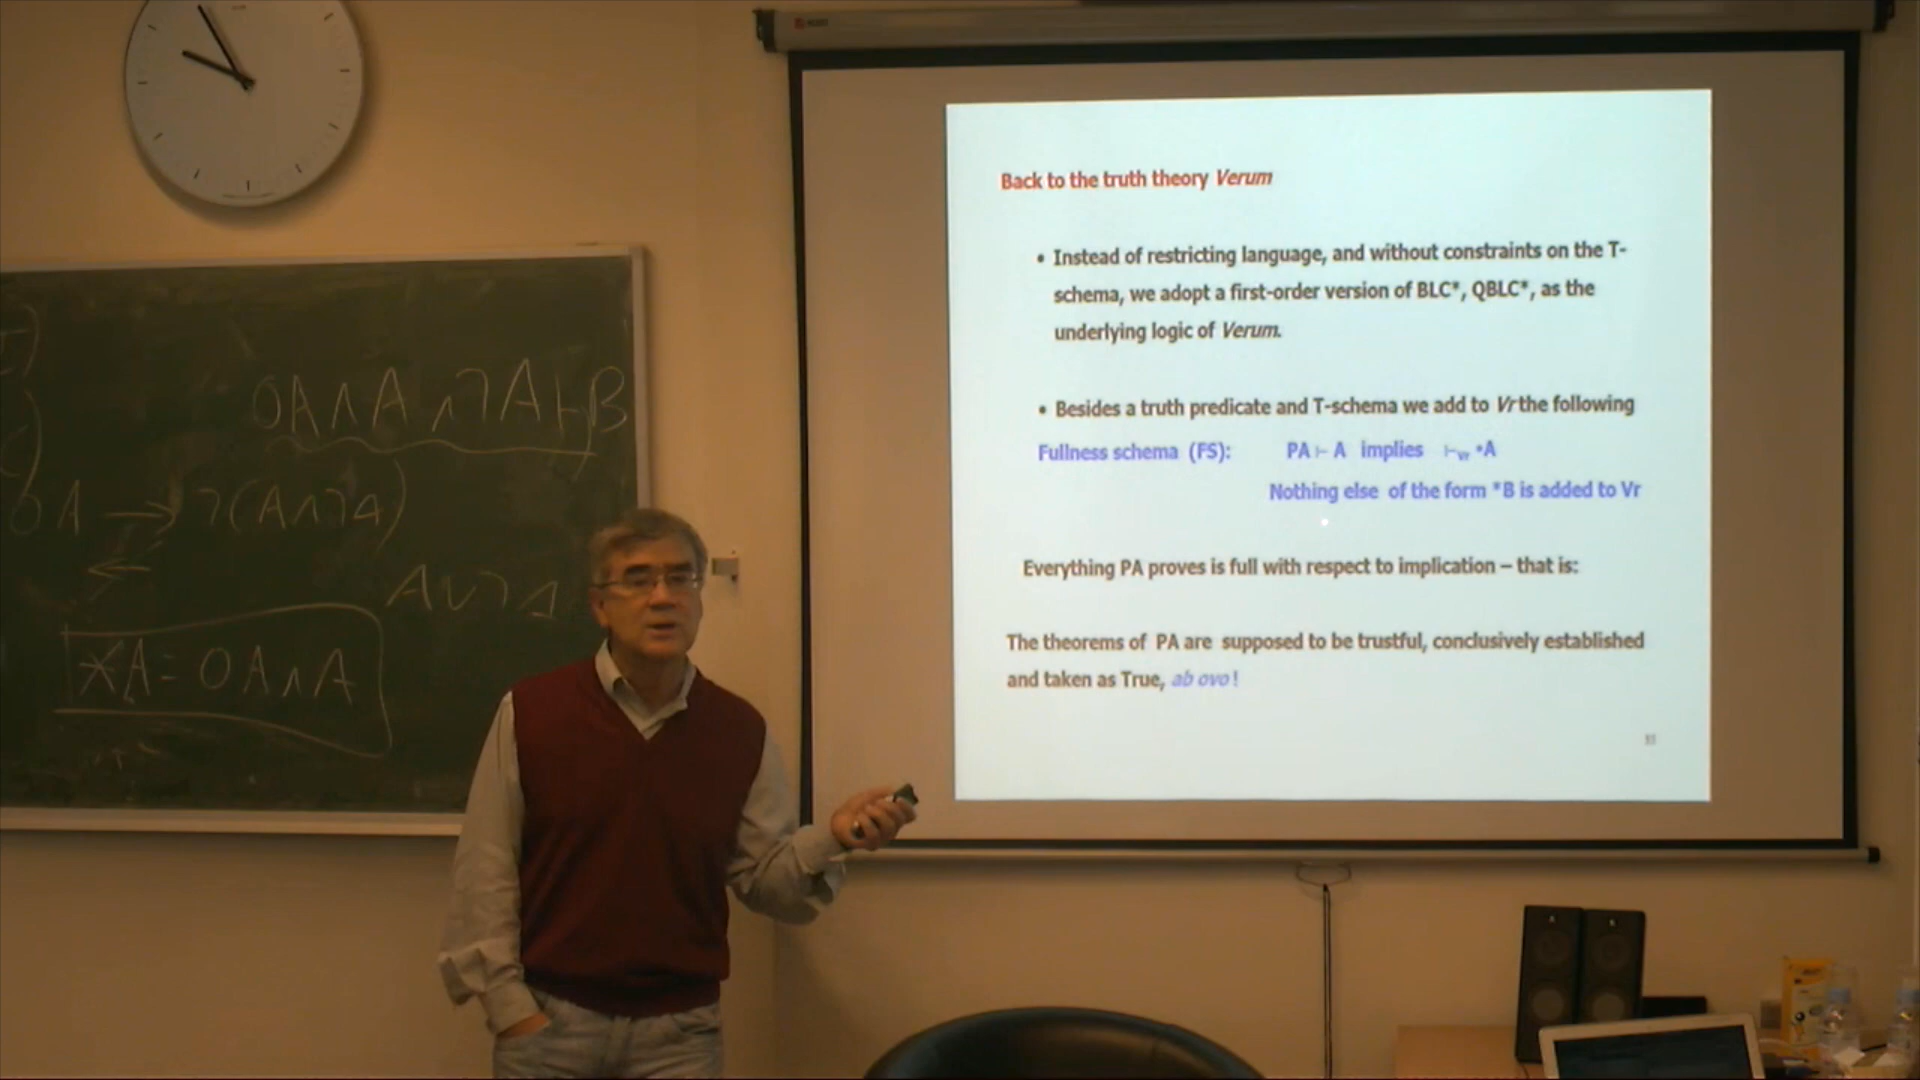 OA ∧ A ∧ ¬A ⊢ B
OA → ¬(A ∧ ¬A)
←
A ∨ ¬A
*A = OA ∧ A
Back to the truth theory Verum
• Instead of restricting language, and without constraints on the T-
schema, we adopt a first-order version of BLC*, QBLC*, as the
underlying logic of Verum.
• Besides a truth predicate and T-schema we add to Vr the following
Fullness schema (FS): PA ⊢ A implies ⊢Vr *A
Nothing else of the form *B is added to Vr
Everything PA proves is full with respect to implication – that is:
The theorems of PA are supposed to be trustful, conclusively established
and taken as True, ab ovo!